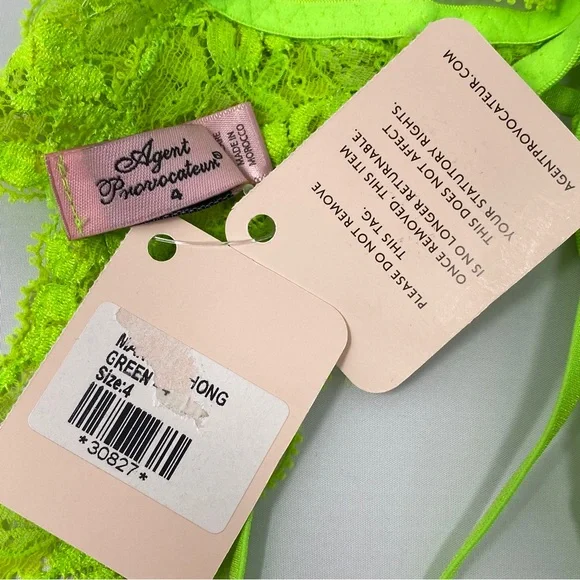 Agent
Provocateur®
4
MADE IN
MOROCCO
AGENTPROVOCATEUR.COM
PLEASE DO NOT REMOVE
THIS TAG.
ONCE REMOVED, THIS ITEM
IS NO LONGER RETURNABLE.
THIS DOES NOT AFFECT
YOUR STATUTORY RIGHTS.
GREEN
Size:4
*30827*